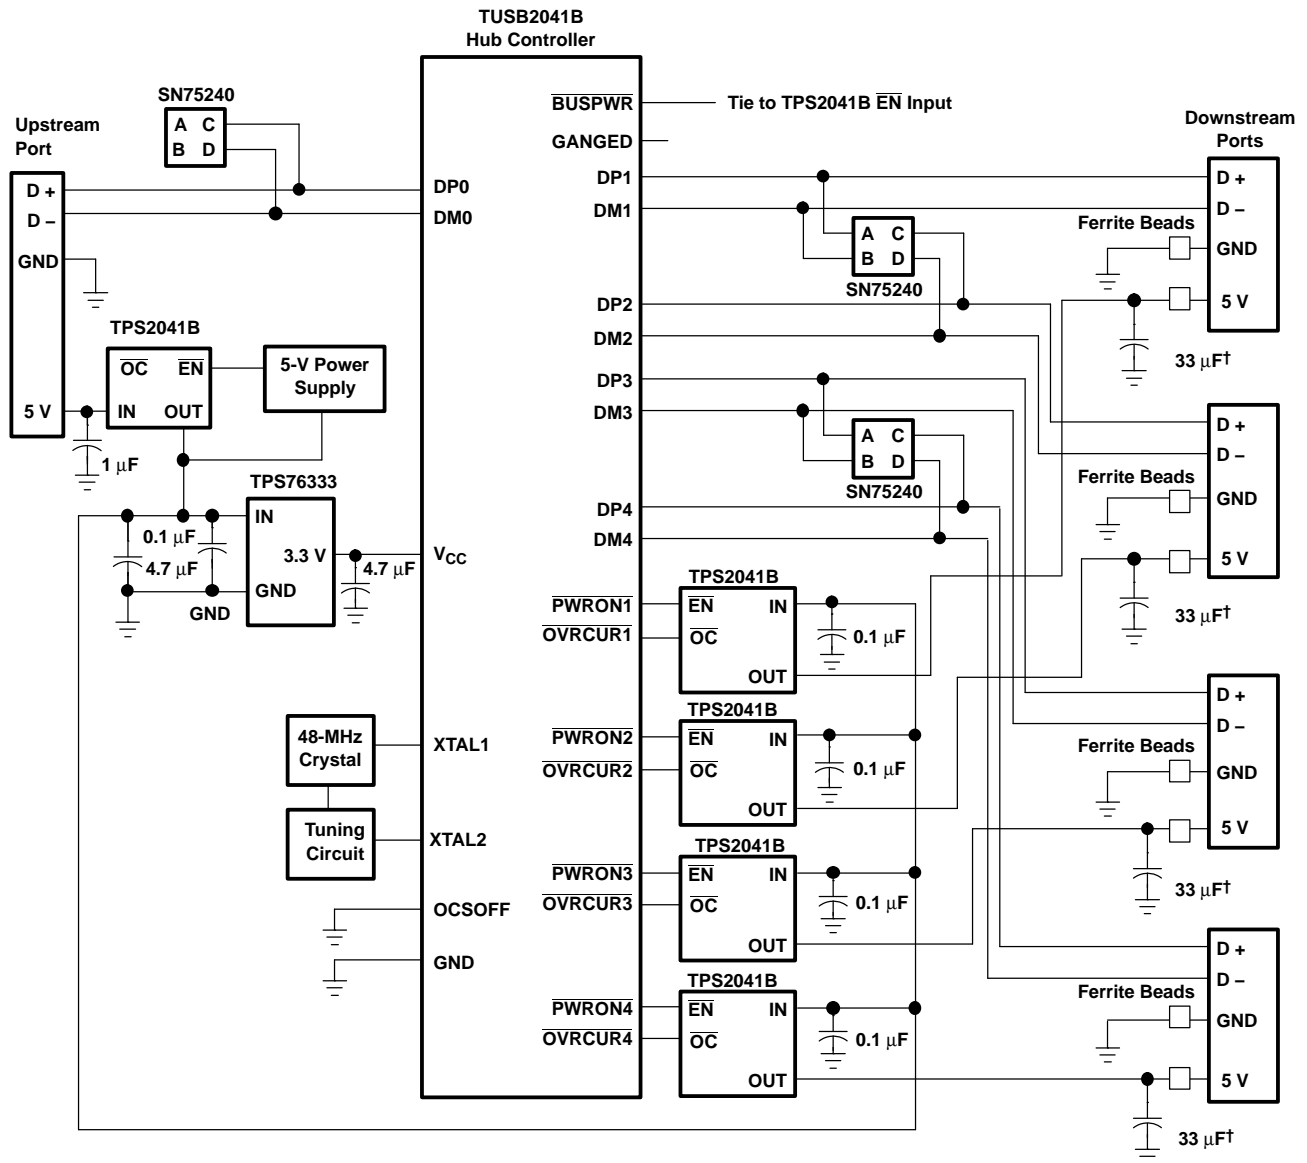 TUSB2041B
Hub Controller
SN75240
A C
B D
Upstream
Port
D +
D –
GND
5 V
TPS2041B
OC EN
IN OUT
5-V Power
Supply
1 µF
TPS76333
IN
3.3 V
GND
0.1 µF
4.7 µF
GND
4.7 µF
48-MHz
Crystal
Tuning
Circuit
DP0
DM0
VCC
XTAL1
XTAL2
OCSOFF
GND
BUSPWR
Tie to TPS2041B EN Input
GANGED
DP1
DM1
DP2
DM2
DP3
DM3
DP4
DM4
PWRON1
OVRCUR1
PWRON2
OVRCUR2
PWRON3
OVRCUR3
PWRON4
OVRCUR4
A C
B D
SN75240
A C
B D
SN75240
TPS2041B
EN IN
OC
OUT
0.1 µF
TPS2041B
EN IN
OC
OUT
0.1 µF
TPS2041B
EN IN
OC
OUT
0.1 µF
TPS2041B
EN IN
OC
OUT
0.1 µF
Downstream
Ports
D +
D –
Ferrite Beads
GND
5 V
33 µF†
D +
D –
Ferrite Beads
GND
5 V
33 µF†
D +
D –
Ferrite Beads
GND
5 V
33 µF†
D +
D –
Ferrite Beads
GND
5 V
33 µF†